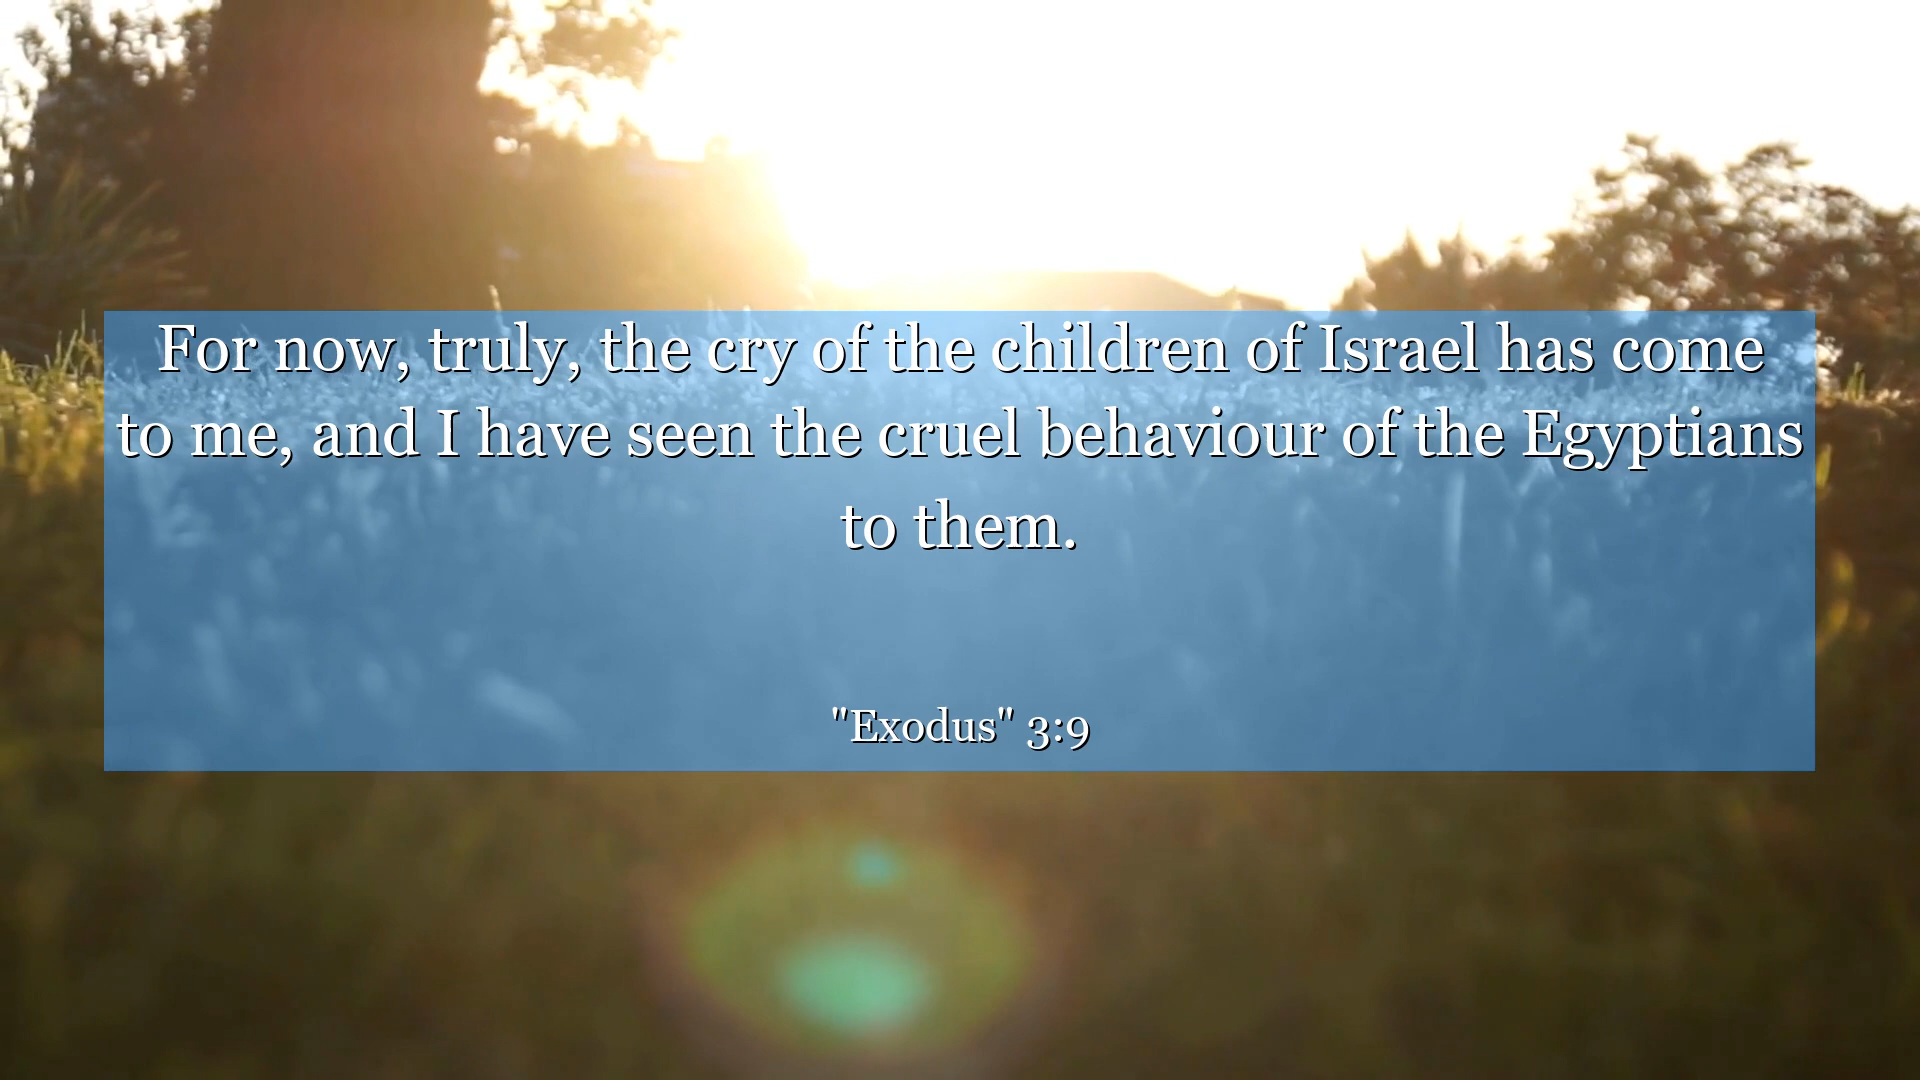 For now, truly, the cry of the children of Israel has come
to me, and I have seen the cruel behaviour of the Egyptians
to them.
"Exodus" 3:9